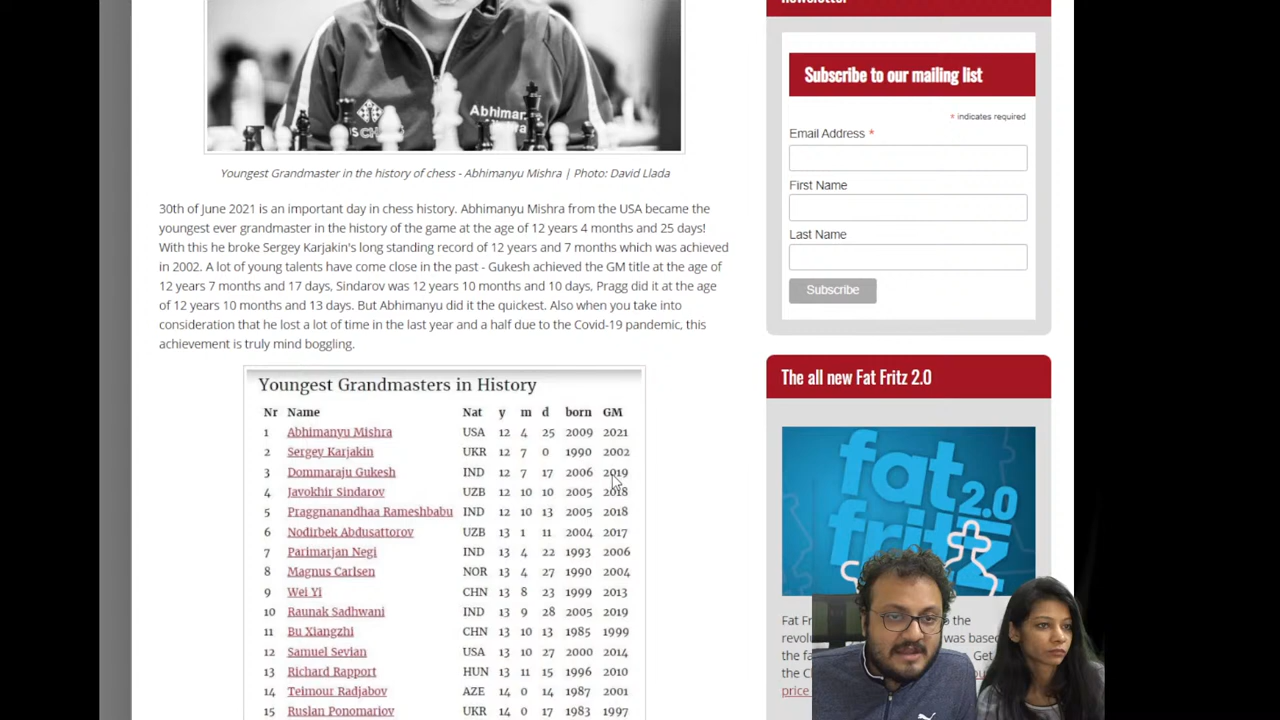 newsletter
Abhimar
SCH
Subscribe to our mailing list
* indicates required
Email Address *
First Name
Last Name
Subscribe
Youngest Grandmaster in the history of chess - Abhimanyu Mishra | Photo: David Llada
30th of June 2021 is an important day in chess history. Abhimanyu Mishra from the USA became the
youngest ever grandmaster in the history of the game at the age of 12 years 4 months and 25 days!
With this he broke Sergey Karjakin's long standing record of 12 years and 7 months which was achieved
in 2002. A lot of young talents have come close in the past - Gukesh achieved the GM title at the age of
12 years 7 months and 17 days, Sindarov was 12 years 10 months and 10 days, Pragg did it at the age
of 12 years 10 months and 13 days. But Abhimanyu did it the quickest. Also when you take into
consideration that he lost a lot of time in the last year and a half due to the Covid-19 pandemic, this
achievement is truly mind boggling.
Youngest Grandmasters in History
Nr Name Nat y m d born GM
1 Abhimanyu Mishra USA 12 4 25 2009 2021
2 Sergey Karjakin UKR 12 7 0 1990 2002
3 Dommaraju Gukesh IND 12 7 17 2006 2019
4 Javokhir Sindarov UZB 12 10 10 2005 2018
5 Praggnanandhaa Rameshbabu IND 12 10 13 2005 2018
6 Nodirbek Abdusattorov UZB 13 1 11 2004 2017
7 Parimarjan Negi IND 13 4 22 1993 2006
8 Magnus Carlsen NOR 13 4 27 1990 2004
9 Wei Yi CHN 13 8 23 1999 2013
10 Raunak Sadhwani IND 13 9 28 2005 2019
11 Bu Xiangzhi CHN 13 10 13 1985 1999
12 Samuel Sevian USA 13 10 27 2000 2014
13 Richard Rapport HUN 13 11 15 1996 2010
14 Teimour Radjabov AZE 14 0 14 1987 2001
15 Ruslan Ponomariov UKR 14 0 17 1983 1997
The all new Fat Fritz 2.0
fat 2.0
fritz
Fat Fr
the
revolu
was based
the fa
Get
the C
price